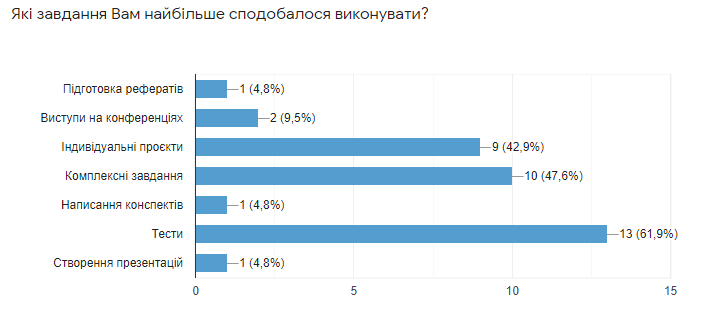 Які завдання Вам найбільше сподобалося виконувати?
Підготовка рефератів 1 (4,8%)
Виступи на конференціях 2 (9,5%)
Індивідуальні проєкти 9 (42,9%)
Комплексні завдання 10 (47,6%)
Написання конспектів 1 (4,8%)
Тести 13 (61,9%)
Створення презентацій 1 (4,8%)
0 5 10 15